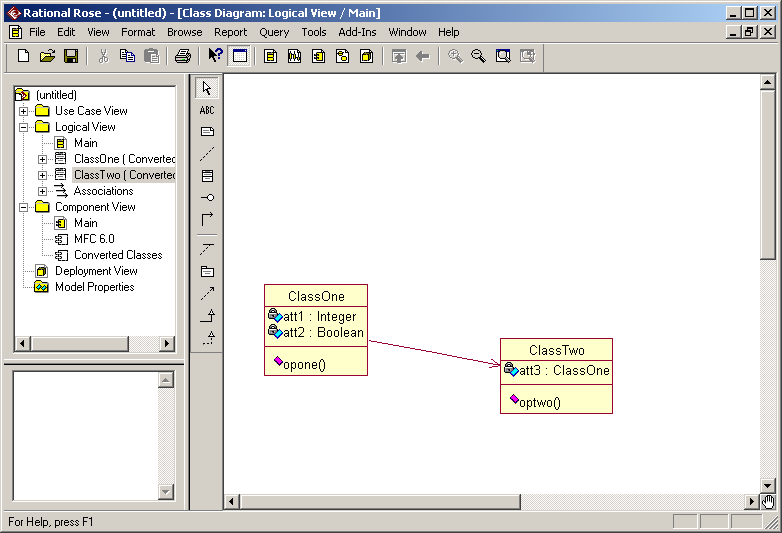 Rational Rose - (untitled) - [Class Diagram: Logical View / Main]
File Edit View Format Browse Report Query Tools Add-Ins Window Help
(untitled)
Use Case View
Logical View
Main
ClassOne ( Converted
ClassTwo ( Converted
Associations
Component View
Main
MFC 6.0
Converted Classes
Deployment View
Model Properties
ABC
ClassOne
att1 : Integer
att2 : Boolean
opone()
ClassTwo
att3 : ClassOne
optwo()
For Help, press F1